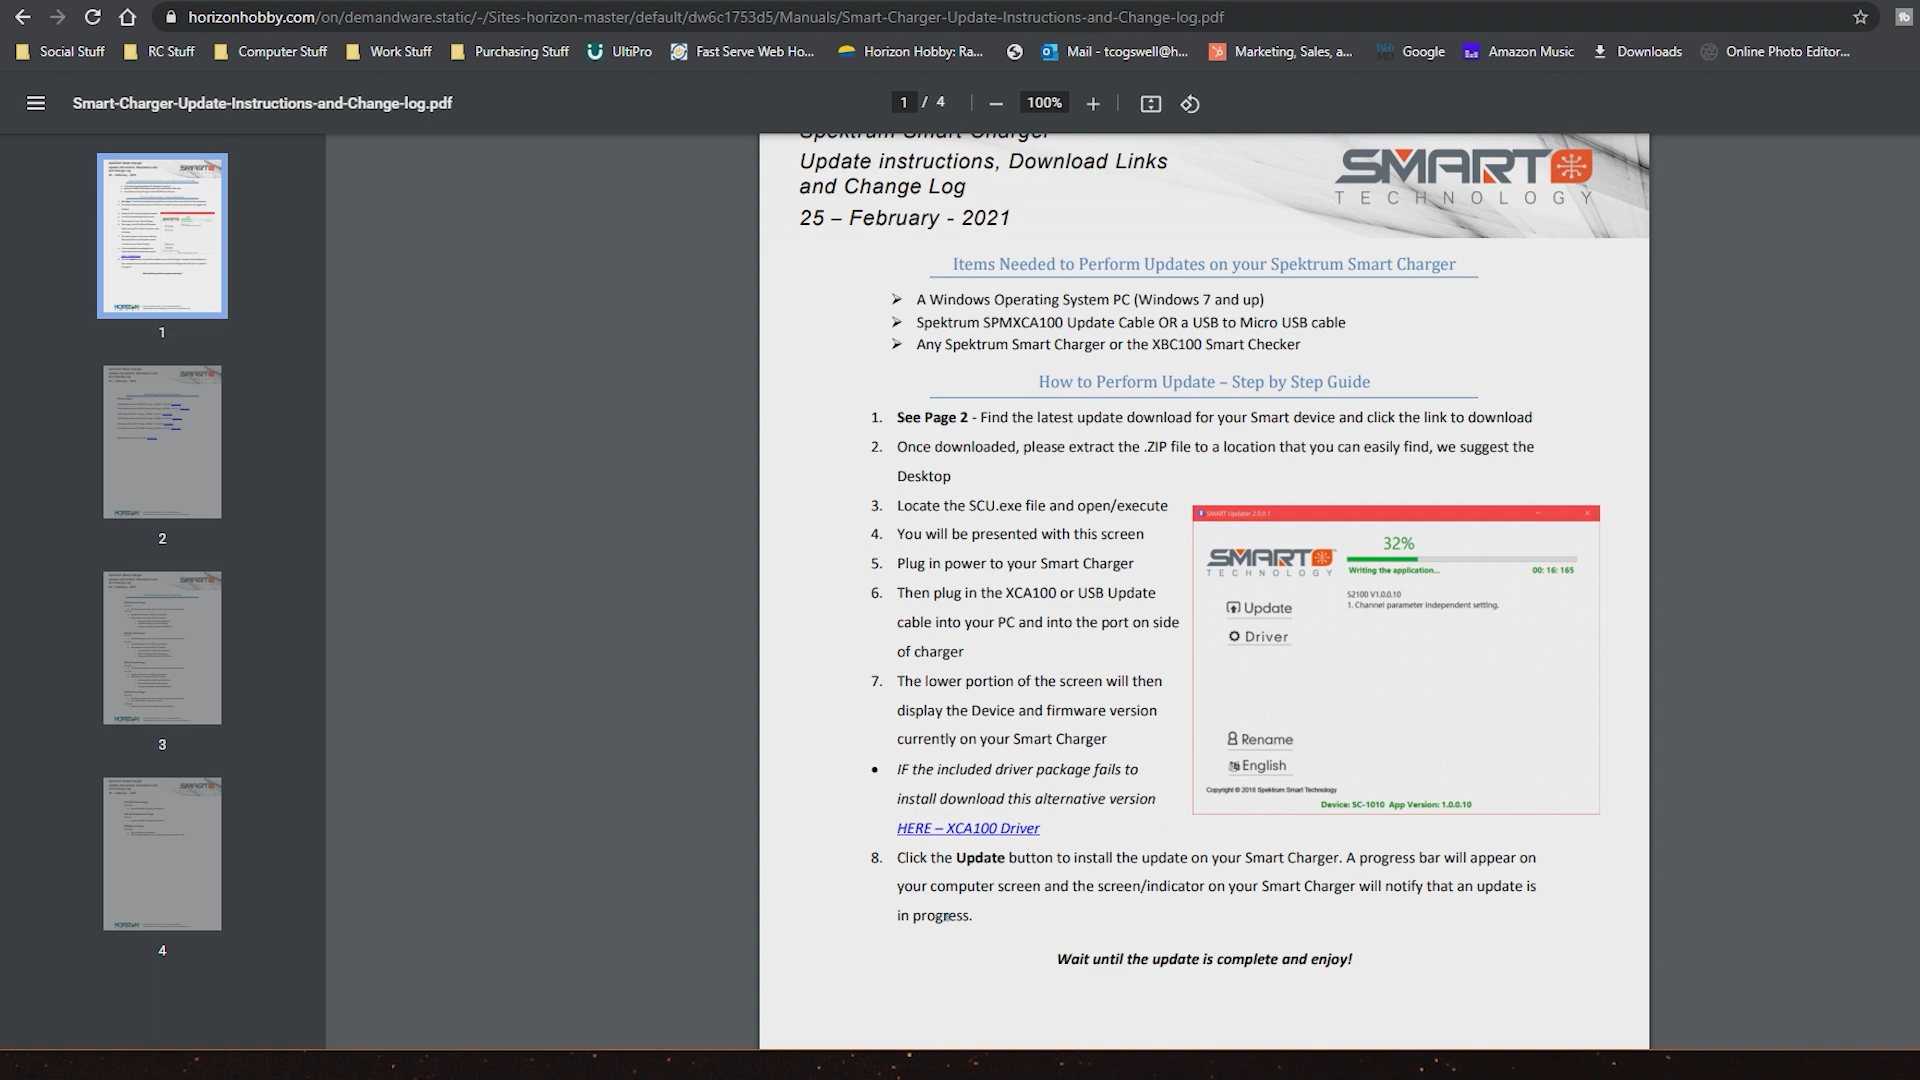 horizonhobby.com/on/demandware.static/-/Sites-horizon-master/default/dw6c1753d5/Manuals/Smart-Charger-Update-Instructions-and-Change-log.pdf
Social Stuff RC Stuff Computer Stuff Work Stuff Purchasing Stuff UltiPro Fast Serve Web Ho... Horizon Hobby: Ra... Mail - tcogswell@h... Marketing, Sales, a... Google Amazon Music Downloads Online Photo Editor...
Smart-Charger-Update-Instructions-and-Change-log.pdf 1 / 4 100%
1
2
3
4
Spektrum Smart Charger
Update instructions, Download Links
and Change Log
25 – February - 2021
SMART
TECHNOLOGY
Items Needed to Perform Updates on your Spektrum Smart Charger
➢ A Windows Operating System PC (Windows 7 and up)
➢ Spektrum SPMXCA100 Update Cable OR a USB to Micro USB cable
➢ Any Spektrum Smart Charger or the XBC100 Smart Checker
How to Perform Update – Step by Step Guide
1. See Page 2 - Find the latest update download for your Smart device and click the link to download
2. Once downloaded, please extract the .ZIP file to a location that you can easily find, we suggest the
Desktop
3. Locate the SCU.exe file and open/execute
4. You will be presented with this screen
5. Plug in power to your Smart Charger
6. Then plug in the XCA100 or USB Update
cable into your PC and into the port on side
of charger
7. The lower portion of the screen will then
display the Device and firmware version
currently on your Smart Charger
• IF the included driver package fails to
install download this alternative version
HERE – XCA100 Driver
8. Click the Update button to install the update on your Smart Charger. A progress bar will appear on
your computer screen and the screen/indicator on your Smart Charger will notify that an update is
in progress.
Wait until the update is complete and enjoy!
SMART Updater 2.0.0.1
SMART
TECHNOLOGY
32%
Writing the application... 00: 16: 165
S2100 V1.0.0.10
1. Channel parameter independent setting.
Update
Driver
Rename
English
Copyright © 2018 Spektrum Smart Technology
Device: SC-1010 App Version: 1.0.0.10